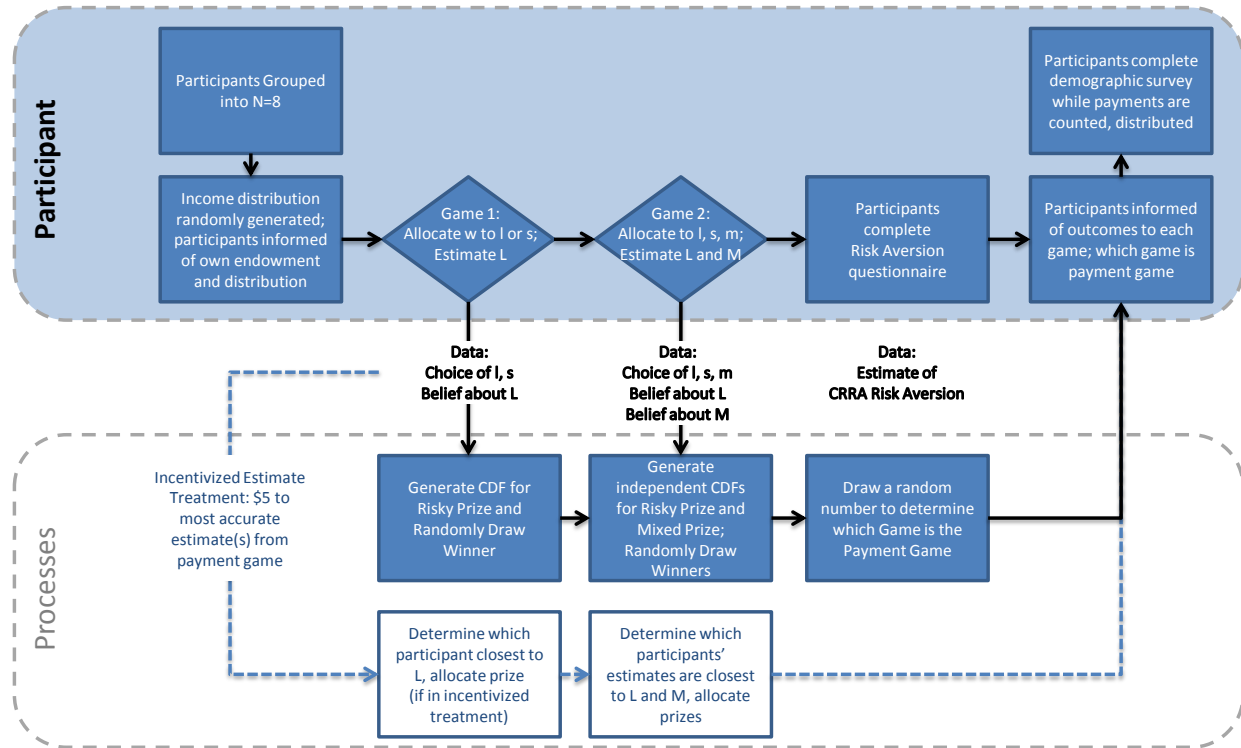 Participant
Participants Grouped
into N=8
Income distribution
randomly generated;
participants informed
of own endowment
and distribution
Game 1:
Allocate w to l or s;
Estimate L
Game 2:
Allocate to l, s, m;
Estimate L and M
Participants
complete
Risk Aversion
questionnaire
Participants informed
of outcomes to each
game; which game is
payment game
Participants complete
demographic survey
while payments are
counted, distributed
Data:
Choice of l, s
Belief about L
Data:
Choice of l, s, m
Belief about L
Belief about M
Data:
Estimate of
CRRA Risk Aversion
Processes
Incentivized Estimate
Treatment: $5 to
most accurate
estimate(s) from
payment game
Generate CDF for
Risky Prize and
Randomly Draw
Winner
Generate
independent CDFs
for Risky Prize and
Mixed Prize;
Randomly Draw
Winners
Draw a random
number to determine
which Game is the
Payment Game
Determine which
participant closest to
L, allocate prize
(if in incentivized
treatment)
Determine which
participants’
estimates are closest
to L and M, allocate
prizes